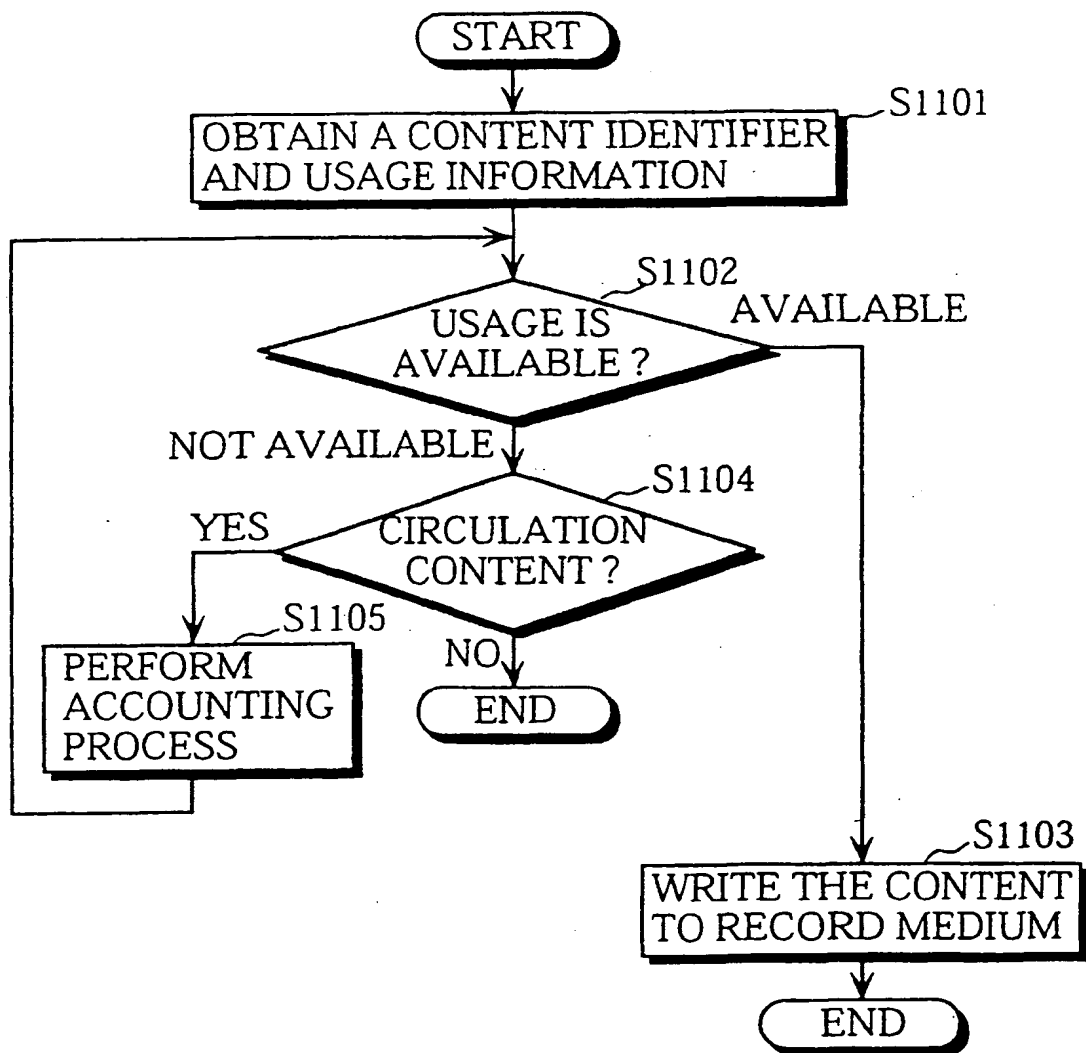 START
S1101
OBTAIN A CONTENT IDENTIFIER
AND USAGE INFORMATION
S1102
USAGE IS
AVAILABLE ?
AVAILABLE
NOT AVAILABLE
S1104
CIRCULATION
CONTENT ?
YES
NO
S1105
PERFORM
ACCOUNTING
PROCESS
END
S1103
WRITE THE CONTENT
TO RECORD MEDIUM
END